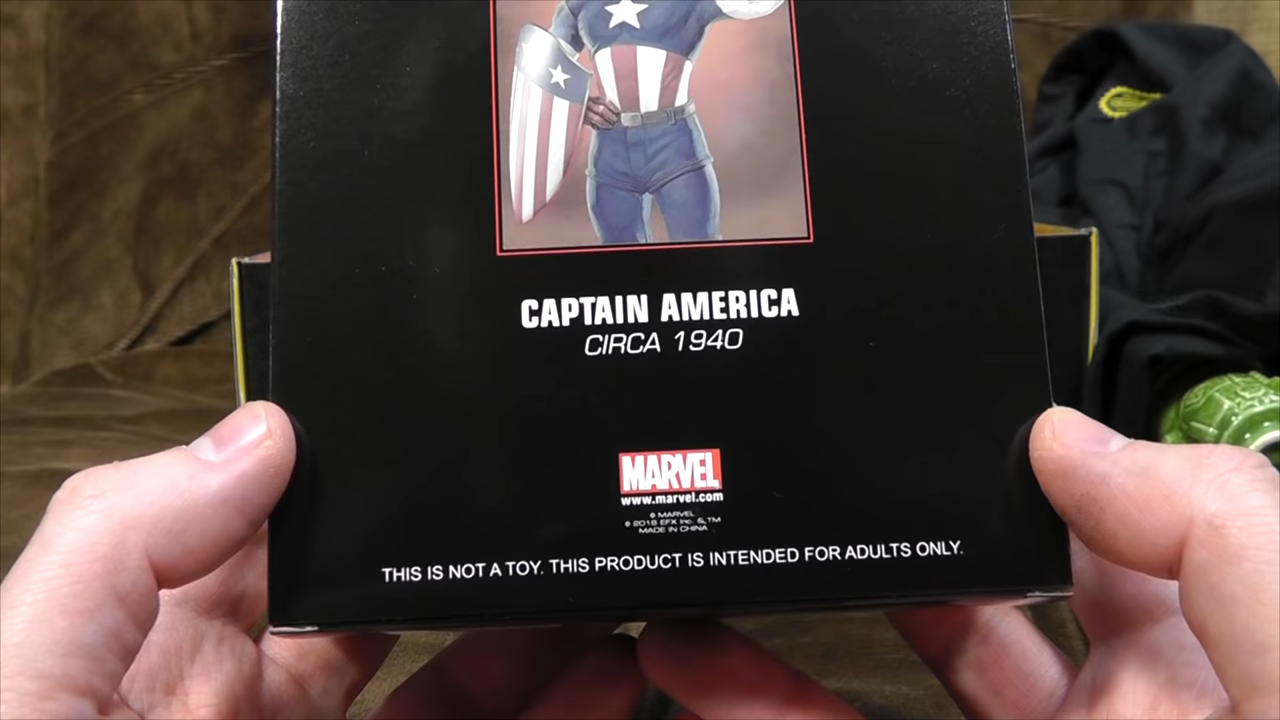 CAPTAIN AMERICA
CIRCA 1940
MARVEL
www.marvel.com
© MARVEL
© 2016 EFX Inc. & TM
MADE IN CHINA
THIS IS NOT A TOY. THIS PRODUCT IS INTENDED FOR ADULTS ONLY.